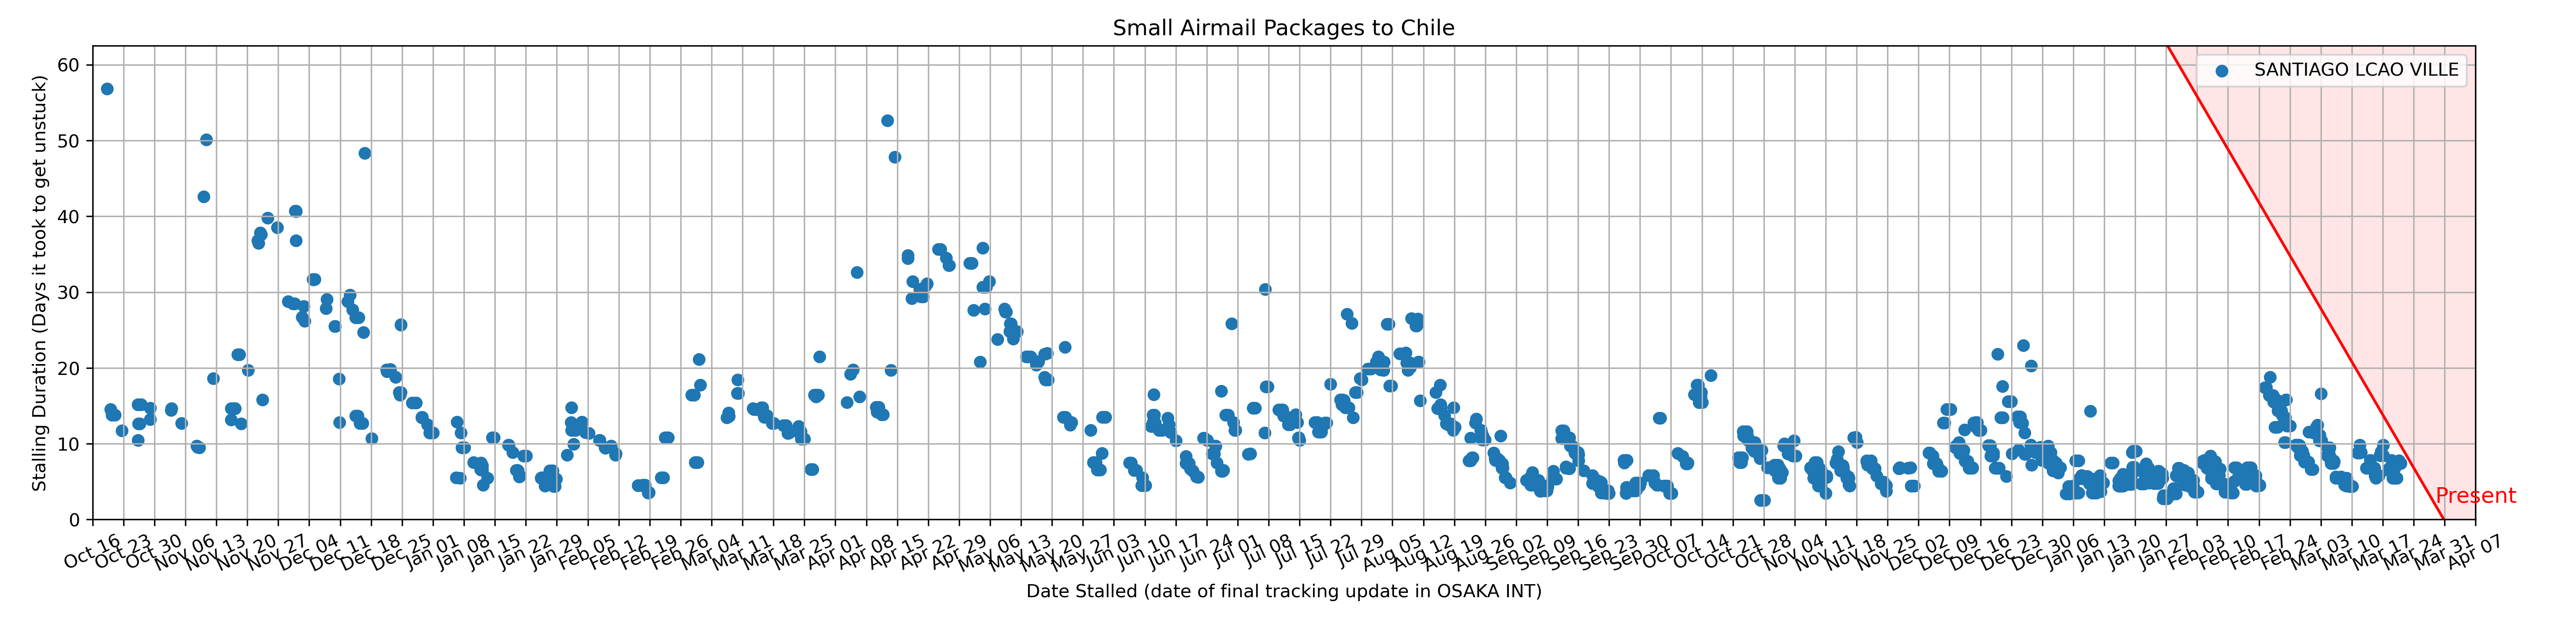 Small Airmail Packages to Chile
SANTIAGO LCAO VILLE
Stalling Duration (Days it took to get unstuck)
60
50
40
30
20
10
0
Present
Oct 16
Oct 23
Oct 30
Nov 06
Nov 13
Nov 20
Nov 27
Dec 04
Dec 11
Dec 18
Dec 25
Jan 01
Jan 08
Jan 15
Jan 22
Jan 29
Feb 05
Feb 12
Feb 19
Feb 26
Mar 04
Mar 11
Mar 18
Mar 25
Apr 01
Apr 08
Apr 15
Apr 22
Apr 29
May 06
May 13
May 20
May 27
Jun 03
Jun 10
Jun 17
Jun 24
Jul 01
Jul 08
Jul 15
Jul 22
Jul 29
Aug 05
Aug 12
Aug 19
Aug 26
Sep 02
Sep 09
Sep 16
Sep 23
Sep 30
Oct 07
Oct 14
Oct 21
Oct 28
Nov 04
Nov 11
Nov 18
Nov 25
Dec 02
Dec 09
Dec 16
Dec 23
Dec 30
Jan 06
Jan 13
Jan 20
Jan 27
Feb 03
Feb 10
Feb 17
Feb 24
Mar 03
Mar 10
Mar 17
Mar 24
Mar 31
Apr 07
Date Stalled (date of final tracking update in OSAKA INT)